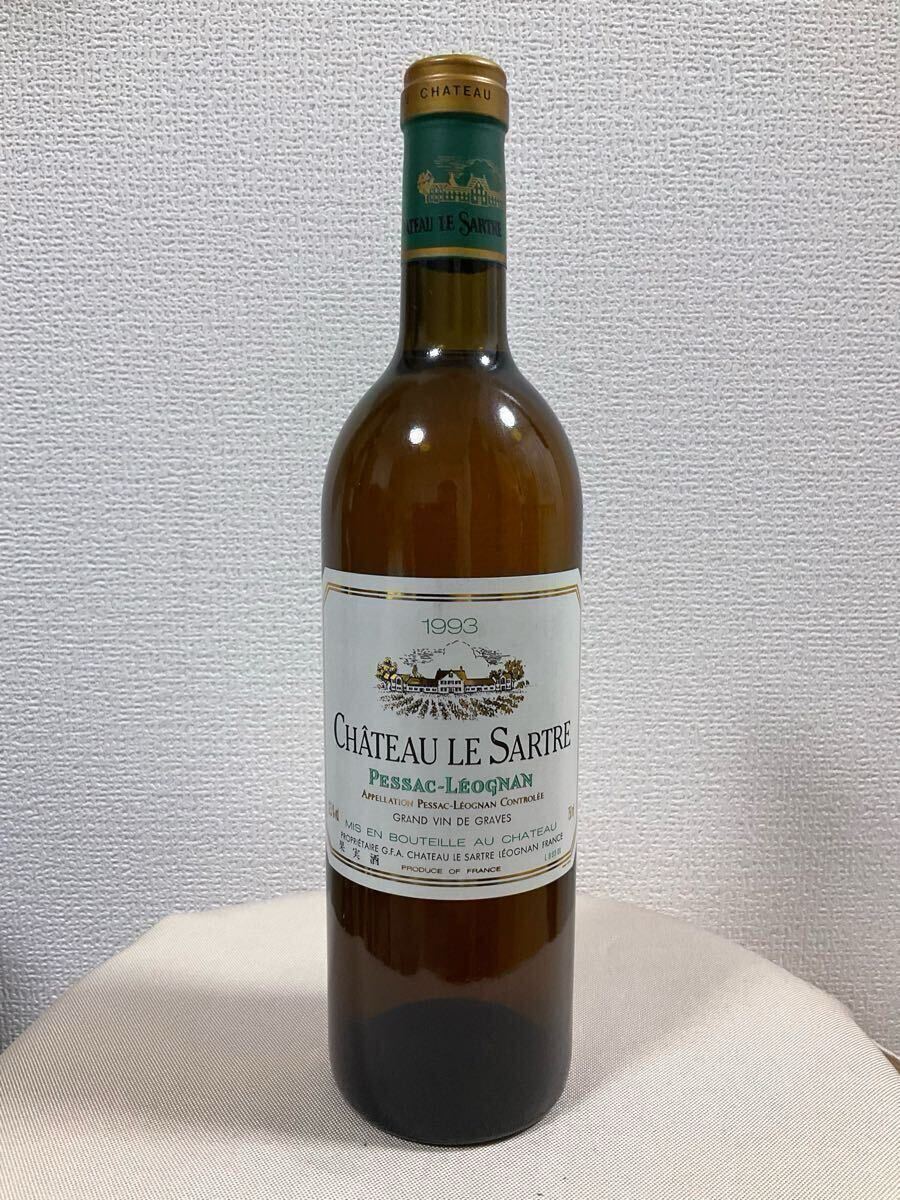 CHATEAU
ATEAU LE SARTRE
1993
CHÂTEAU LE SARTRE
PESSAC-LÉOGNAN
APPELLATION PESSAC-LÉOGNAN CONTROLÉE
GRAND VIN DE GRAVES
MIS EN BOUTEILLE AU CHATEAU
PROPRIÉTAIRE G.F.A. CHATEAU LE SARTRE LÉOGNAN FRANCE
果実酒
PRODUCE OF FRANCE